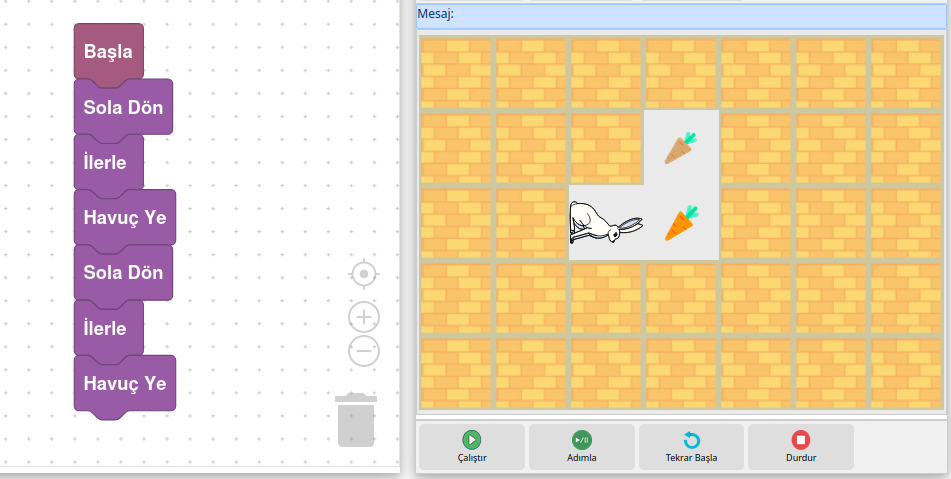 Başla
Sola Dön
İlerle
Havuç Ye
Sola Dön
İlerle
Havuç Ye
Mesaj:
Çalıştır
Adımla
Tekrar Başla
Durdur